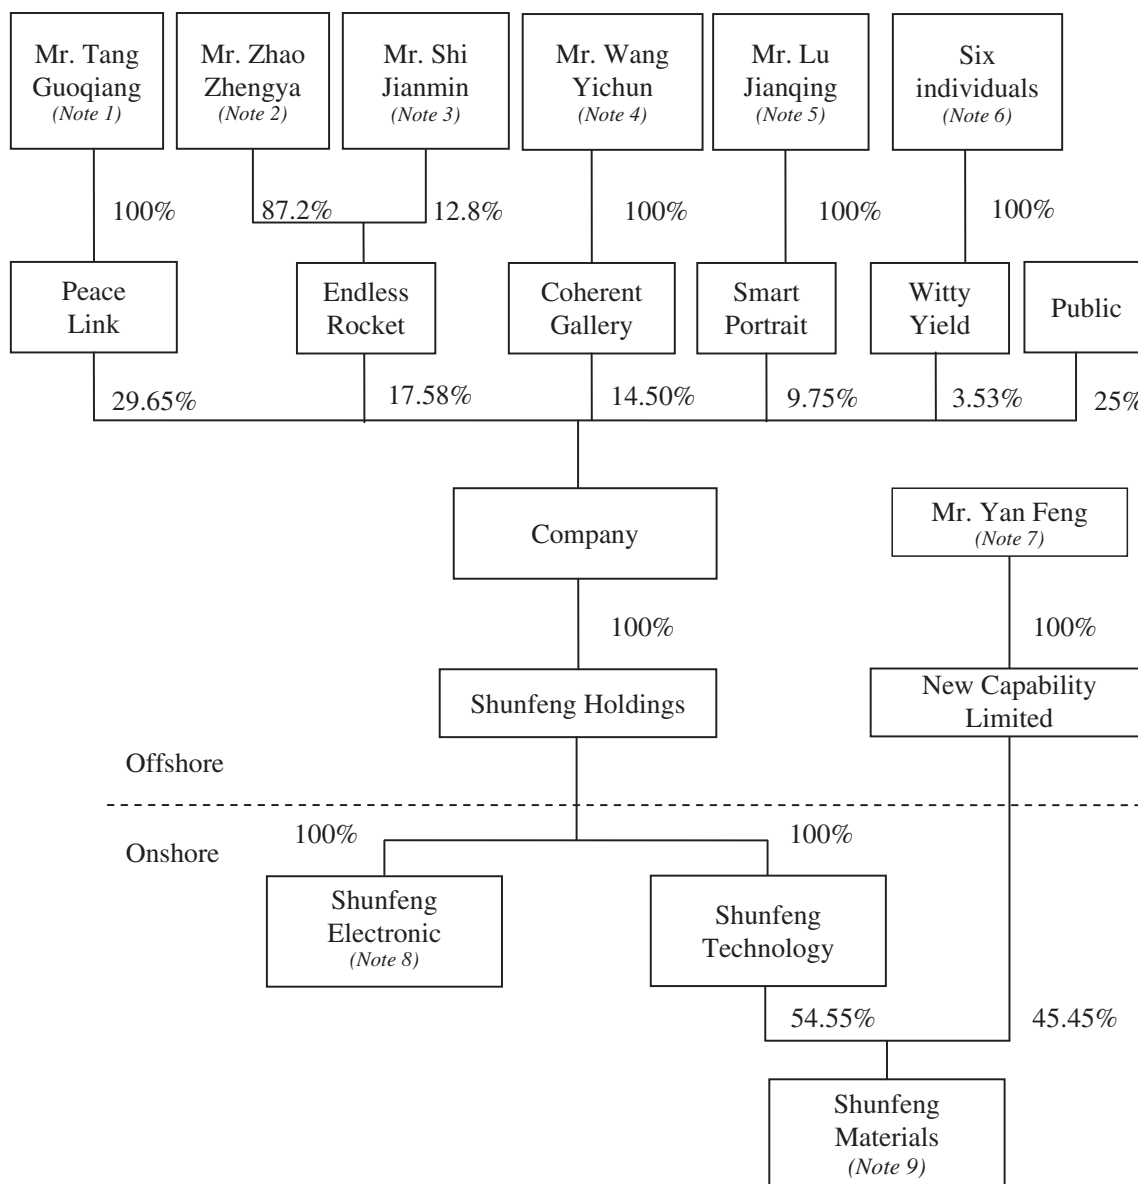 Mr. Tang
Guoqiang
(Note 1)
Mr. Zhao
Zhengya
(Note 2)
Mr. Shi
Jianmin
(Note 3)
Mr. Wang
Yichun
(Note 4)
Mr. Lu
Jianqing
(Note 5)
Six
individuals
(Note 6)
100%
87.2%
12.8%
100%
100%
100%
Peace
Link
Endless
Rocket
Coherent
Gallery
Smart
Portrait
Witty
Yield
Public
29.65%
17.58%
14.50%
9.75%
3.53%
25%
Company
Mr. Yan Feng
(Note 7)
100%
100%
Shunfeng Holdings
New Capability
Limited
Offshore
Onshore
100%
100%
Shunfeng
Electronic
(Note 8)
Shunfeng
Technology
54.55%
45.45%
Shunfeng
Materials
(Note 9)